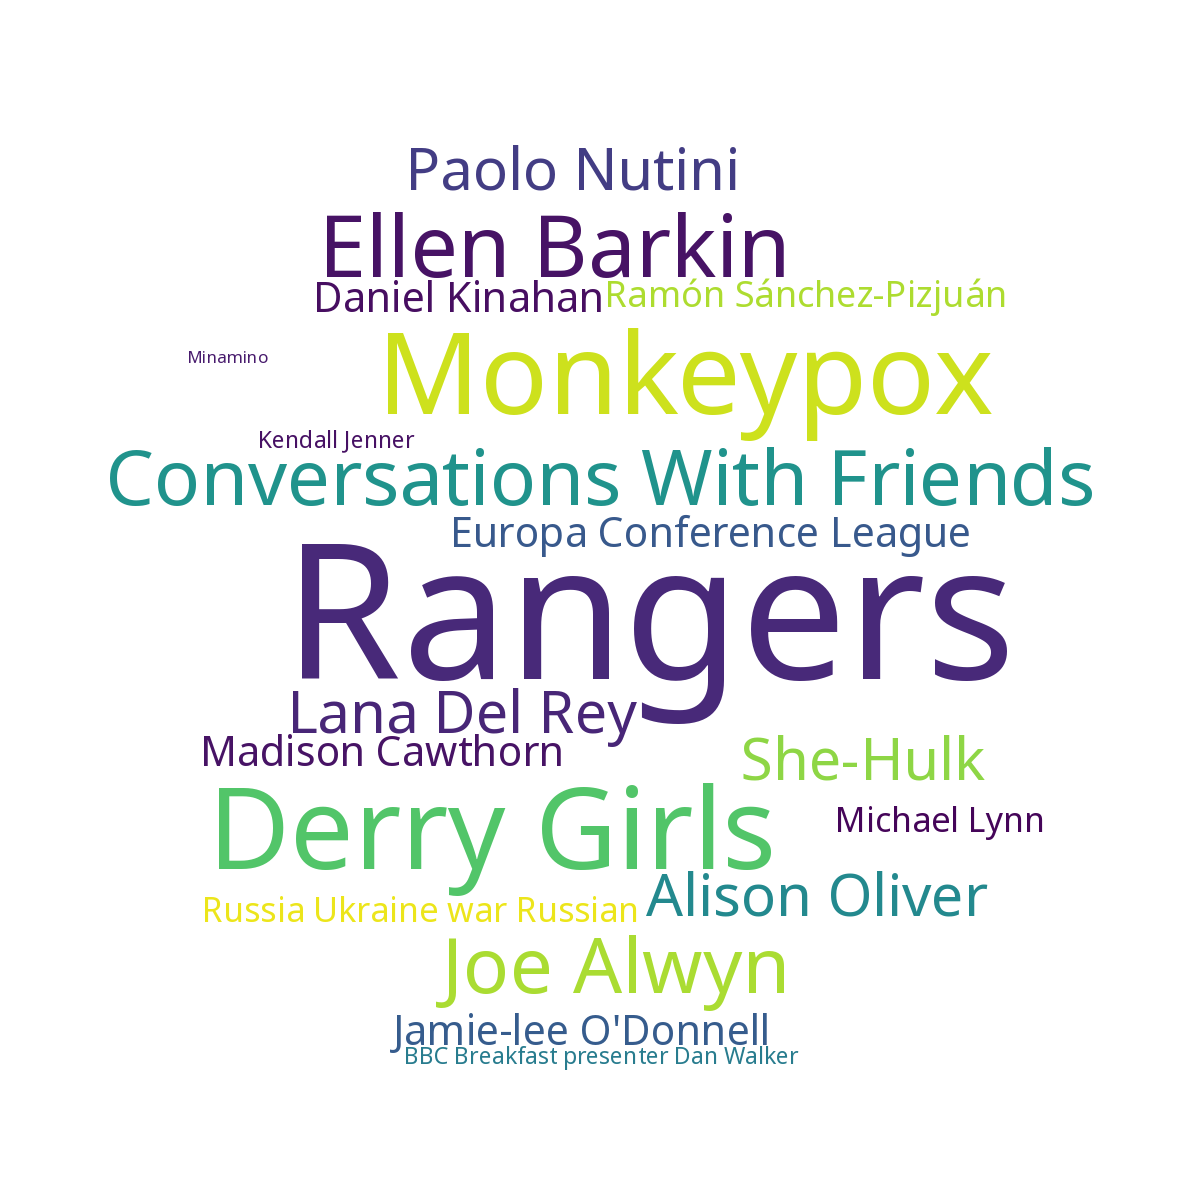 Paolo Nutini
Ellen Barkin
Daniel Kinahan
Ramón Sánchez-Pizjuán
Minamino
Monkeypox
Kendall Jenner
Conversations With Friends
Europa Conference League
Rangers
Lana Del Rey
Madison Cawthorn
She-Hulk
Derry Girls
Michael Lynn
Alison Oliver
Russia Ukraine war Russian
Joe Alwyn
Jamie-lee O'Donnell
BBC Breakfast presenter Dan Walker